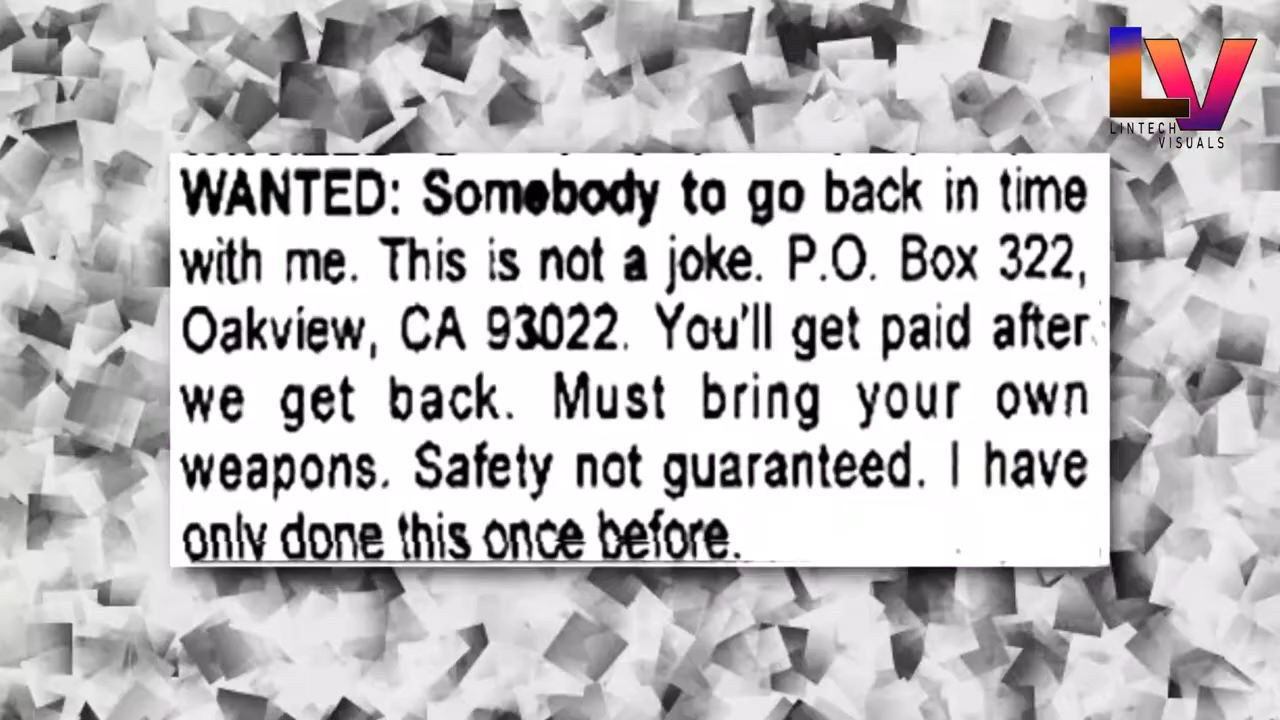 LV
LINTECH
VISUALS
WANTED: Somebody to go back in time
with me. This is not a joke. P.O. Box 322,
Oakview, CA 93022. You'll get paid after
we get back. Must bring your own
weapons. Safety not guaranteed. I have
only done this once before.